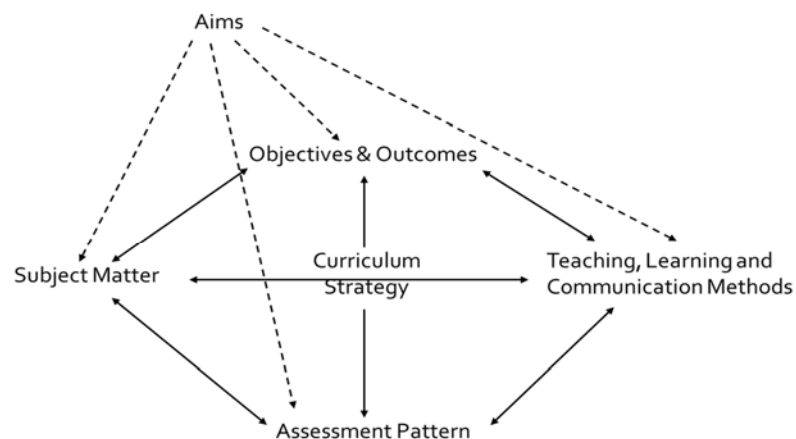 Aims
Objectives & Outcomes
Curriculum
Strategy
Subject Matter
Teaching, Learning and
Communication Methods
Assessment Pattern